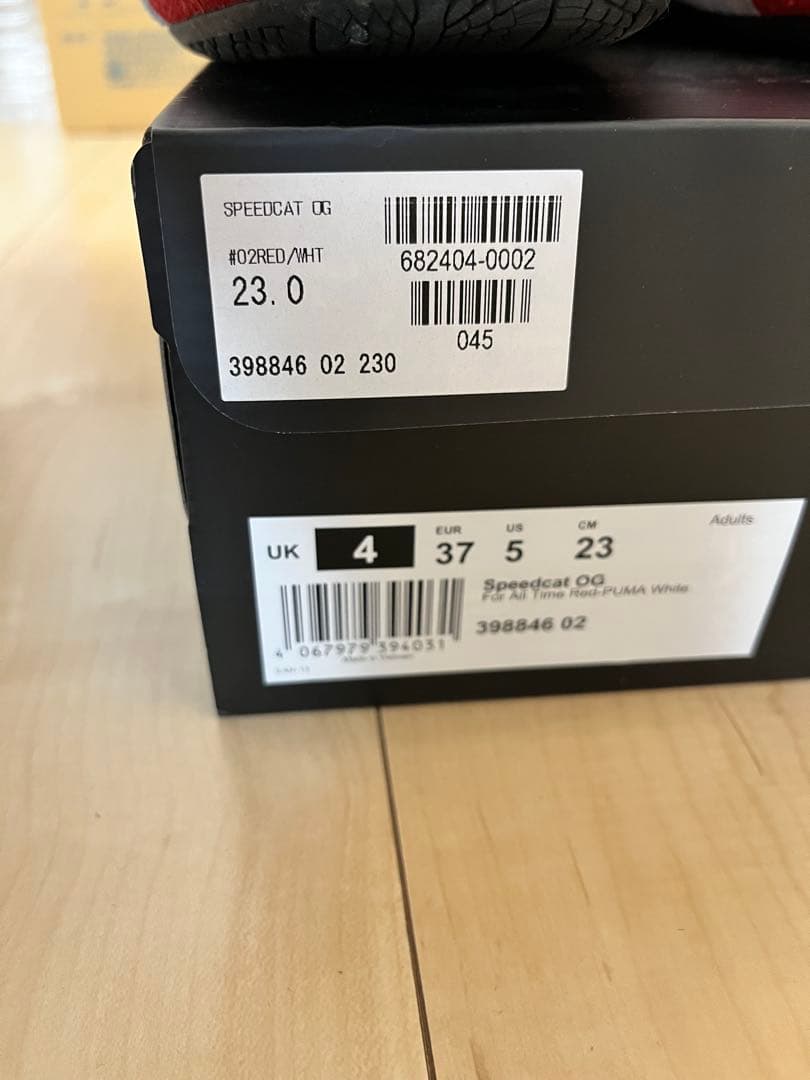 SPEEDCAT OG
#02RED/WHT
23.0
682404-0002
045
398846 02 230
Adults
UK 4 EUR 37 US 5 CM 23
Speedcat OG
For All Time Red-PUMA White
398846 02
4 067979 394031